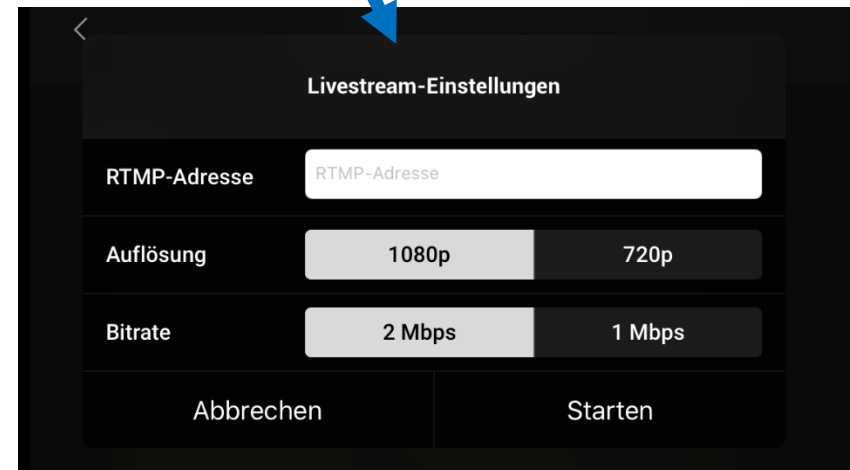 Livestream-Einstellungen
RTMP-Adresse RTMP-Adresse
Auflösung 1080p 720p
Bitrate 2 Mbps 1 Mbps
Abbrechen Starten